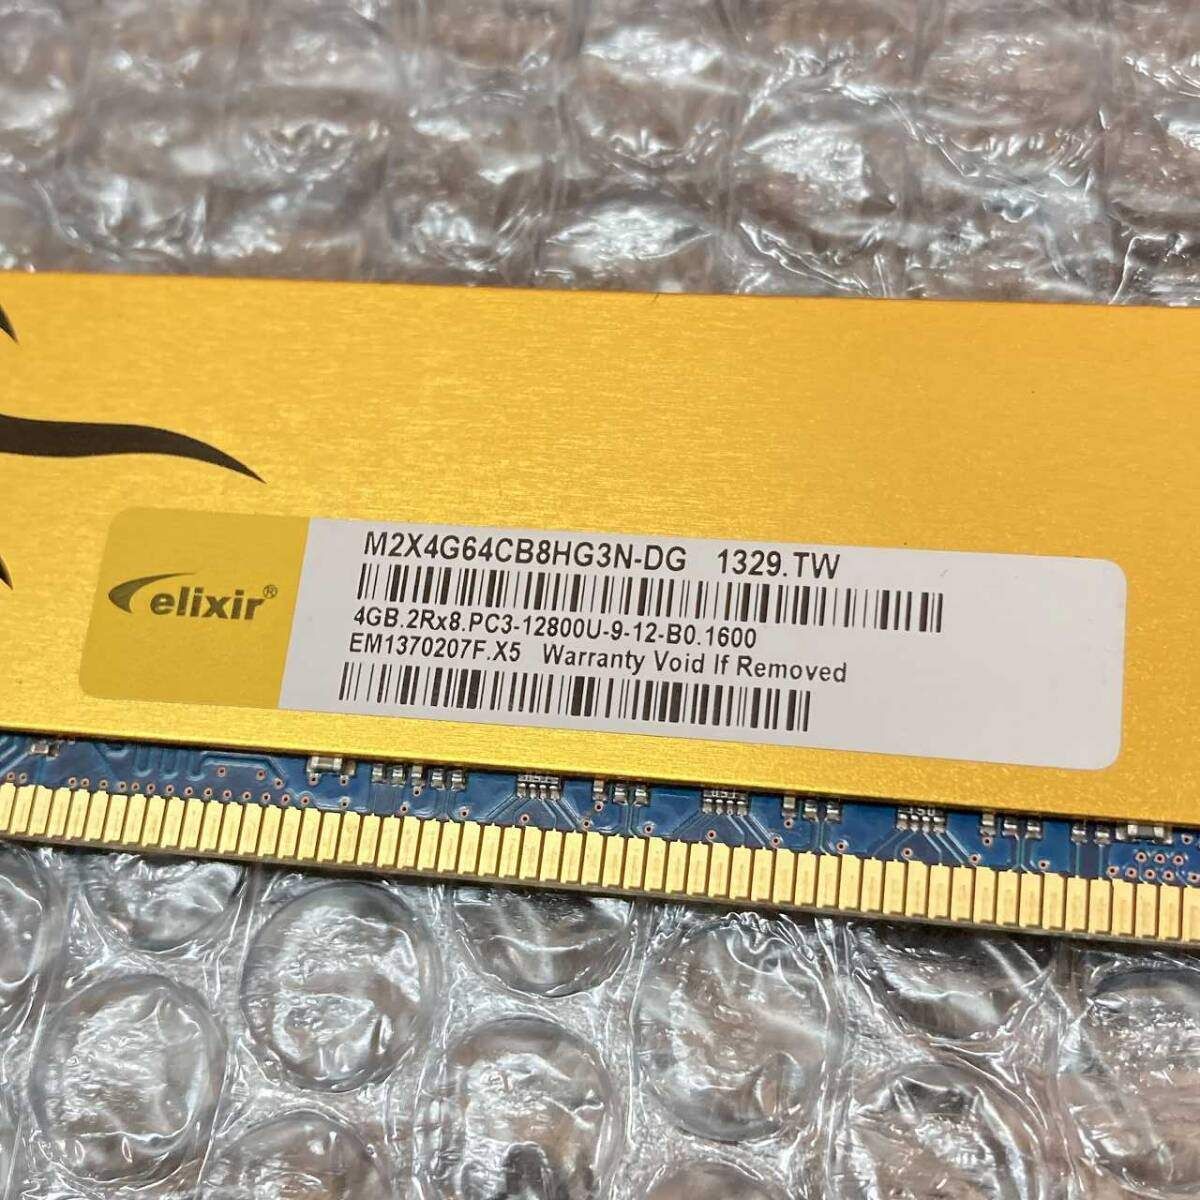 elixir®
M2X4G64CB8HG3N-DG 1329.TW
4GB.2Rx8.PC3-12800U-9-12-B0.1600
EM1370207F.X5 Warranty Void If Removed